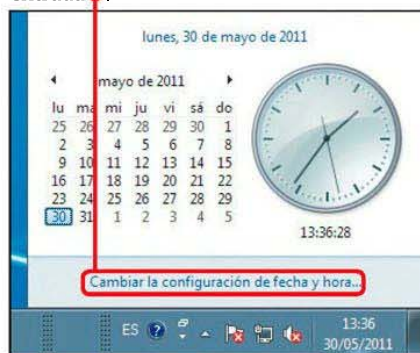 lunes, 30 de mayo de 2011
mayo de 2011
lu ma mi ju vi sá do
25 26 27 28 29 30 1
2 3 4 5 6 7 8
9 10 11 12 13 14 15
16 17 18 19 20 21 22
23 24 25 26 27 28 29
30 31 1 2 3 4 5
13:36:28
Cambiar la configuración de fecha y hora...
ES
13:36
30/05/2011